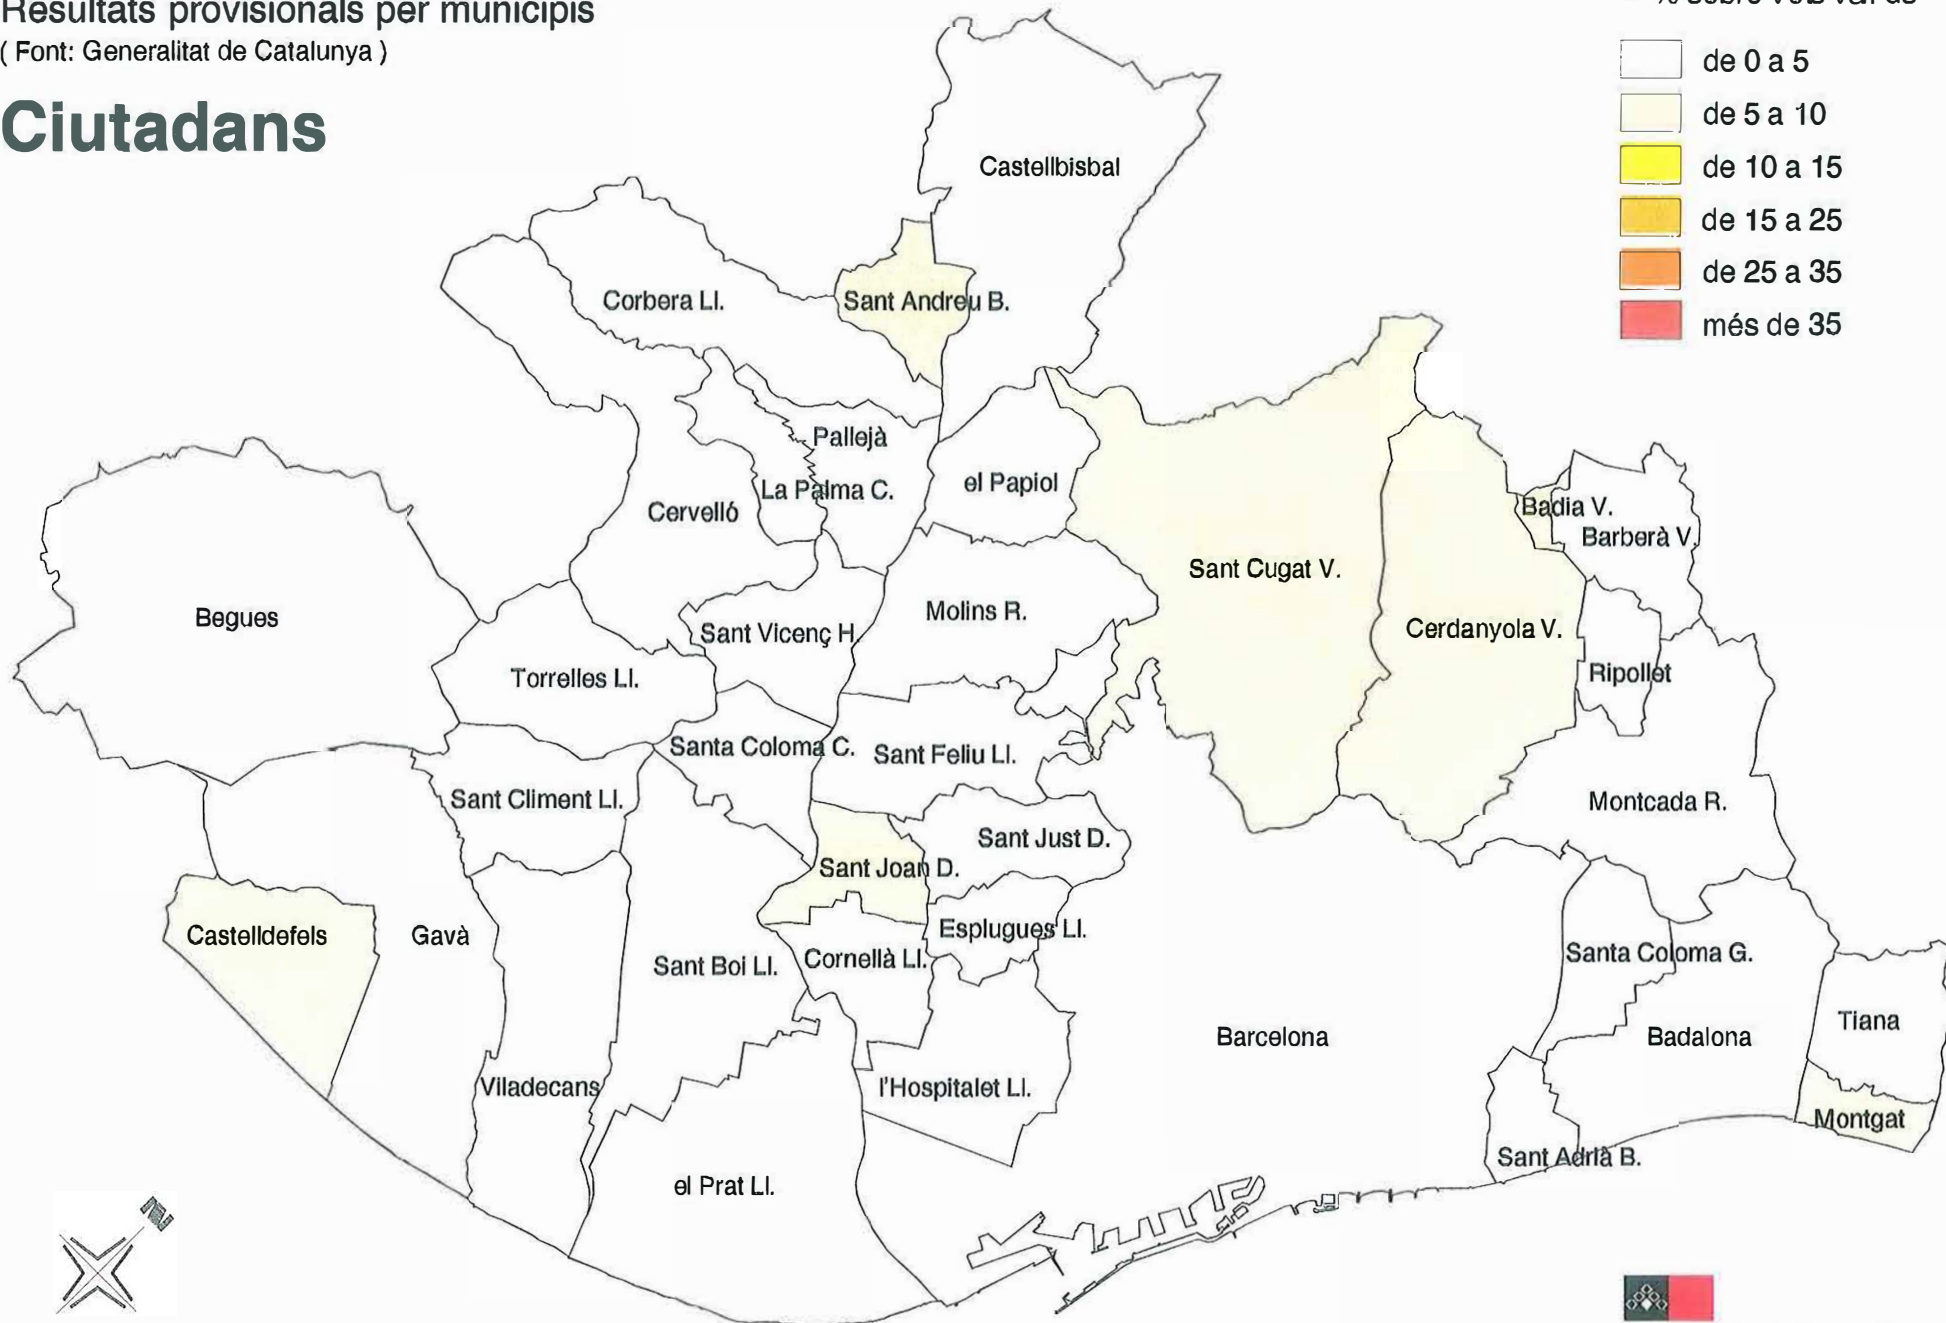 Resultats provisionals per municipis
( Font: Generalitat de Catalunya )
Ciutadans
% sobre vots vàlids
de 0 a 5
de 5 a 10
de 10 a 15
de 15 a 25
de 25 a 35
més de 35
Castellbisbal
Corbera Ll.
Sant Andreu B.
Pallejà
La Palma C.
el Papiol
Cervelló
Badia V.
Barberà V.
Sant Cugat V.
Begues
Molins R.
Cerdanyola V.
Sant Vicenç H.
Torrelles Ll.
Ripollet
Santa Coloma C.
Sant Feliu Ll.
Sant Climent Ll.
Montcada R.
Sant Just D.
Sant Joan D.
Castelldefels
Gavà
Esplugues Ll.
Sant Boi Ll.
Cornellà Ll.
Santa Coloma G.
Tiana
Barcelona
Badalona
Viladecans
l'Hospitalet Ll.
Montgat
Sant Adrià B.
el Prat Ll.
N